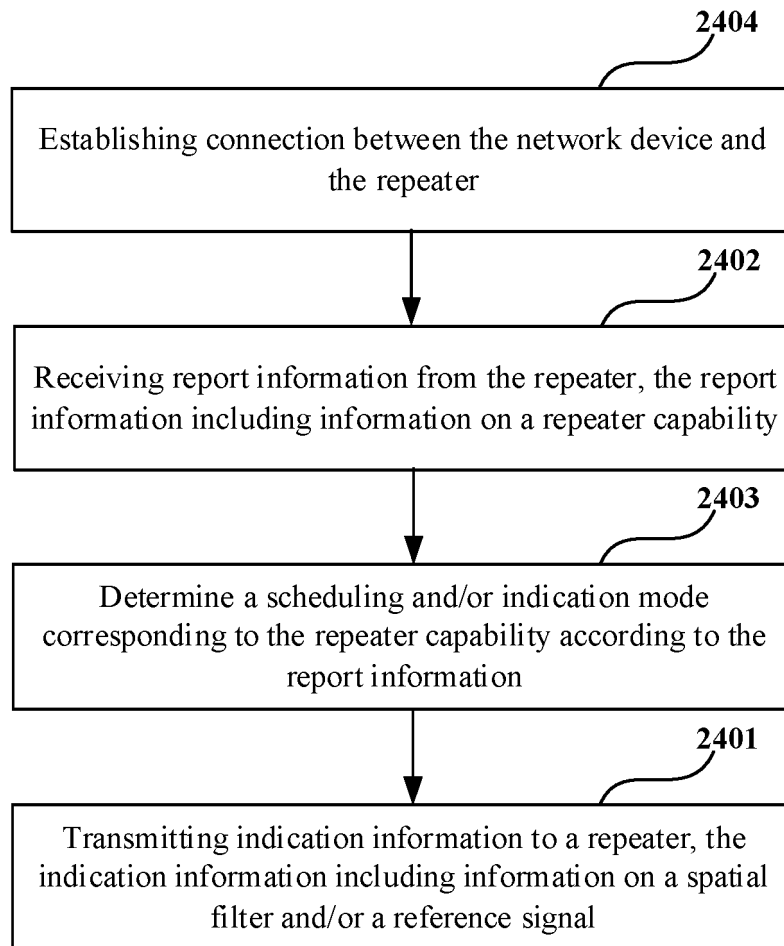 2404
Establishing connection between the network device and
the repeater
2402
Receiving report information from the repeater, the report
information including information on a repeater capability
2403
Determine a scheduling and/or indication mode
corresponding to the repeater capability according to the
report information
2401
Transmitting indication information to a repeater, the
indication information including information on a spatial
filter and/or a reference signal